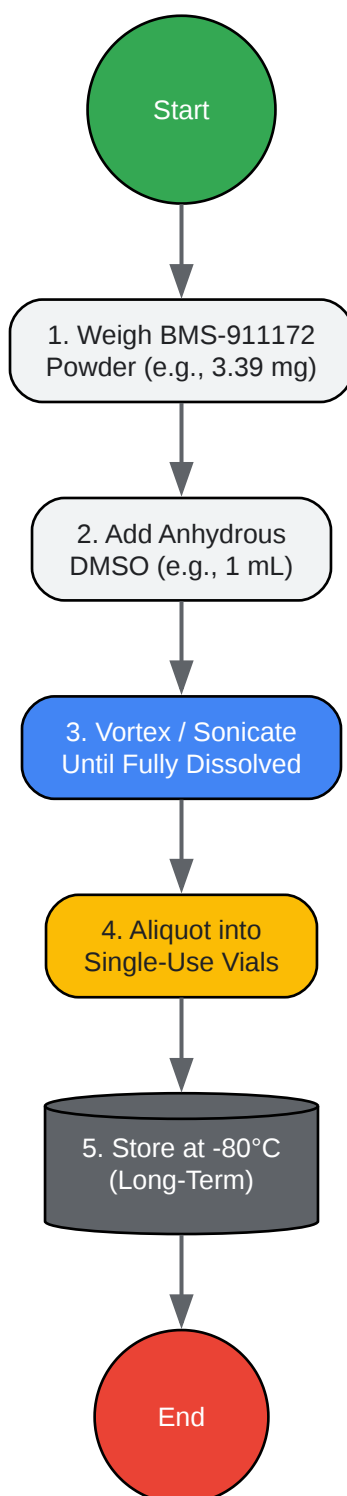 Start
1. Weigh BMS-911172
Powder (e.g., 3.39 mg)
2. Add Anhydrous
DMSO (e.g., 1 mL)
3. Vortex / Sonicate
Until Fully Dissolved
4. Aliquot into
Single-Use Vials
5. Store at -80°C
(Long-Term)
End